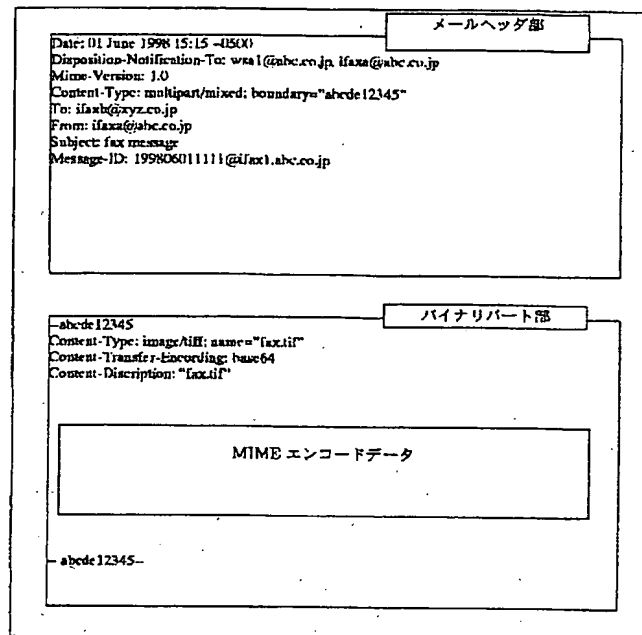 メールヘッダ部
Date: 01 June 1998 15:15 -0500
Disposition-Notification-To: wsa1@abc.co.jp, ifaxa@abc.co.jp
Mime-Version: 1.0
Content-Type: multipart/mixed; boundary="abcde12345"
To: ifaxb@xyz.co.jp
From: ifaxa@abc.co.jp
Subject: fax message
Message-ID: 199806011111@ifax1.abc.co.jp
バイナリパート部
--abcde12345
Content-Type: image/tiff; name="fax.tif"
Content-Transfer-Encording: base64
Content-Discription: "fax.tif"
MIME エンコードデータ
-- abcde12345--